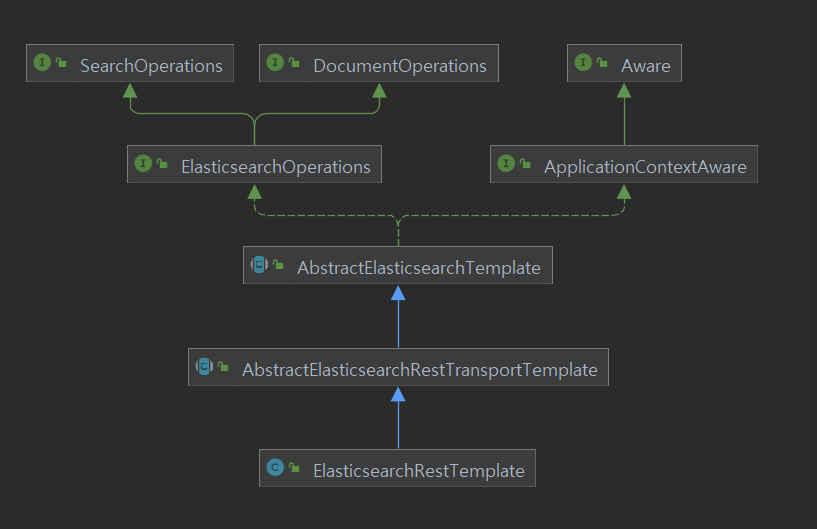 SearchOperations
DocumentOperations
Aware
ElasticsearchOperations
ApplicationContextAware
AbstractElasticsearchTemplate
AbstractElasticsearchRestTransportTemplate
ElasticsearchRestTemplate